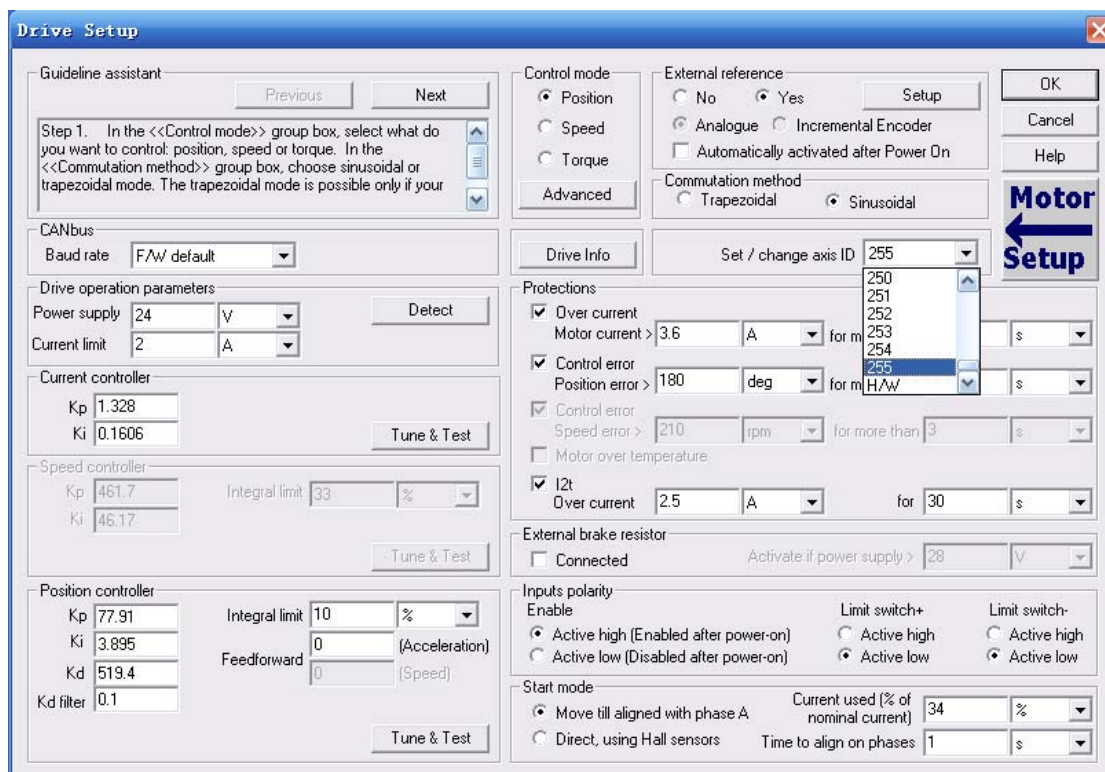 Drive Setup
Guideline assistant
Previous
Next
Step 1. In the <<Control mode>> group box, select what do
you want to control: position, speed or torque. In the
<<Commutation method>> group box, choose sinusoidal or
trapezoidal mode. The trapezoidal mode is possible only if your
Control mode
Position
Speed
Torque
Advanced
External reference
No
Yes
Setup
Analogue
Incremental Encoder
Automatically activated after Power On
Commutation method
Trapezoidal
Sinusoidal
OK
Cancel
Help
Motor
Setup
CANbus
Baud rate
F/W default
Drive Info
Set / change axis ID
255
250
251
252
253
254
255
H/W
Drive operation parameters
Power supply 24 V
Current limit 2 A
Detect
Current controller
Kp 1.328
Ki 0.1606
Tune & Test
Speed controller
Kp 461.7
Ki 46.17
Integral limit 33 %
Tune & Test
Position controller
Kp 77.91
Ki 3.895
Kd 519.4
Kd filter 0.1
Integral limit 10 %
Feedforward
0 (Acceleration)
0 (Speed)
Tune & Test
Protections
Over current
Motor current > 3.6 A for m s
Control error
Position error > 180 deg for m s
Control error
Speed error > 210 rpm for more than 3 s
Motor over temperature
I2t
Over current 2.5 A for 30 s
External brake resistor
Connected
Activate if power supply > 28 V
Inputs polarity
Enable
Active high (Enabled after power-on)
Active low (Disabled after power-on)
Limit switch+
Active high
Active low
Limit switch-
Active high
Active low
Start mode
Move till aligned with phase A
Direct, using Hall sensors
Current used (% of
nominal current) 34 %
Time to align on phases 1 s